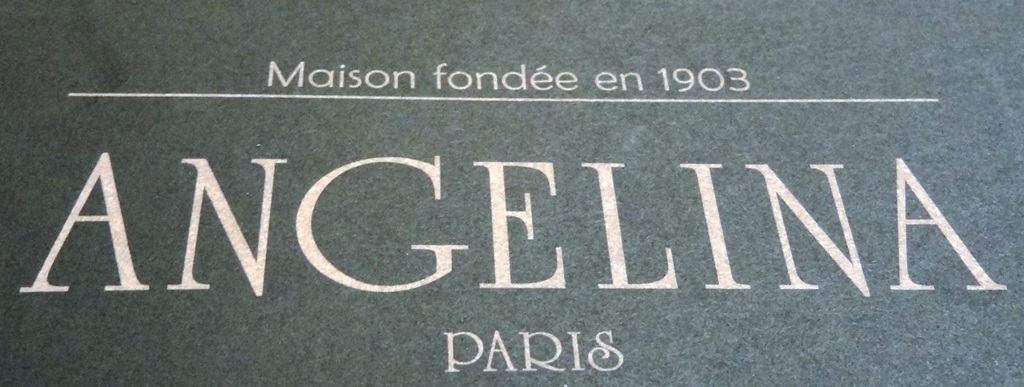 Maison fondée en 1903
ANGELINA
PARIS